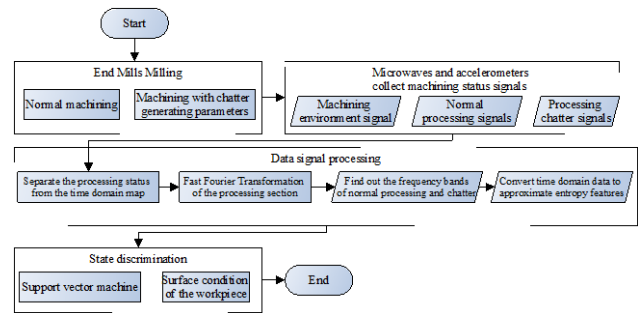 Start
End Mills Milling
Normal machining
Machining with chatter
generating parameters
Microwaves and accelerometers
collect machining status signals
Machining
environment signal
Normal
processing signals
Processing
chatter signals
Data signal processing
Separate the processing status
from the time domain map
Fast Fourier Transformation
of the processing section
Find out the frequency bands
of normal processing and chatter
Convert time domain data to
approximate entropy features
State discrimination
Support vector machine
Surface condition
of the workpiece
End